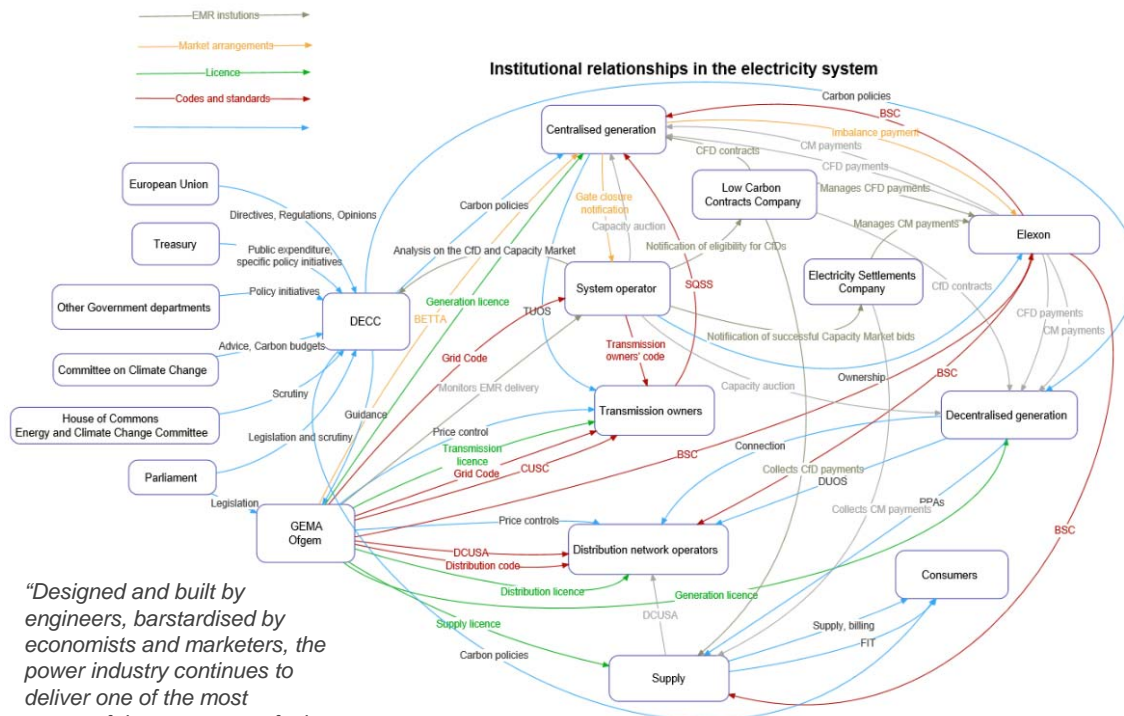 EMR instutions
Market arrangements
Licence
Codes and standards
Institutional relationships in the electricity system
Carbon policies
BSC
Centralised generation
imbalance payment
CM payments
CFD contracts
CFD payments
European Union
Low Carbon
Contracts Company
Manages CFD payments
Gate closure
notification
Directives, Regulations, Opinions
Carbon policies
Capacity auction
Manages CM payments
Treasury
Elexon
Public expenditure,
specific policy initiatives
Analysis on the CfD and Capacity Market
Notification of eligibility for CfDs
Electricity Settlements
Company
SQSS
System operator
CfD contracts
Policy initiatives
Other Government departments
Generation licence
DECC
BETTA
TUOS
CFD payments
CM payments
Notifiication of successful Capacity Market bids
Transmission
owners' code
Advice, Carbon budgets
Grid Code
Committee on Climate Change
Monitors EMR delivery
Capacity auction
Ownership
BSC
Scrutiny
Transmission owners
Decentralised generation
House of Commons
Energy and Climate Change Committee
Guidance
Price control
Legislation and scrutiny
Connection
Transmission
licence
BSC
CUSC
Grid Code
Collects CfD payments
DUOS
Parliament
Legislation
PPAs
Collects CM payments
GEMA
Ofgem
Price controls
Distribution network operators
BSC
DCUSA
Distribution code
Consumers
Distribution licence
Generation licence
"Designed and built by
engineers, barstardised by
economists and marketers, the
power industry continues to
deliver one of the most
DCUSA
Supply licence
Supply, billing
FIT
Carbon policies
Supply